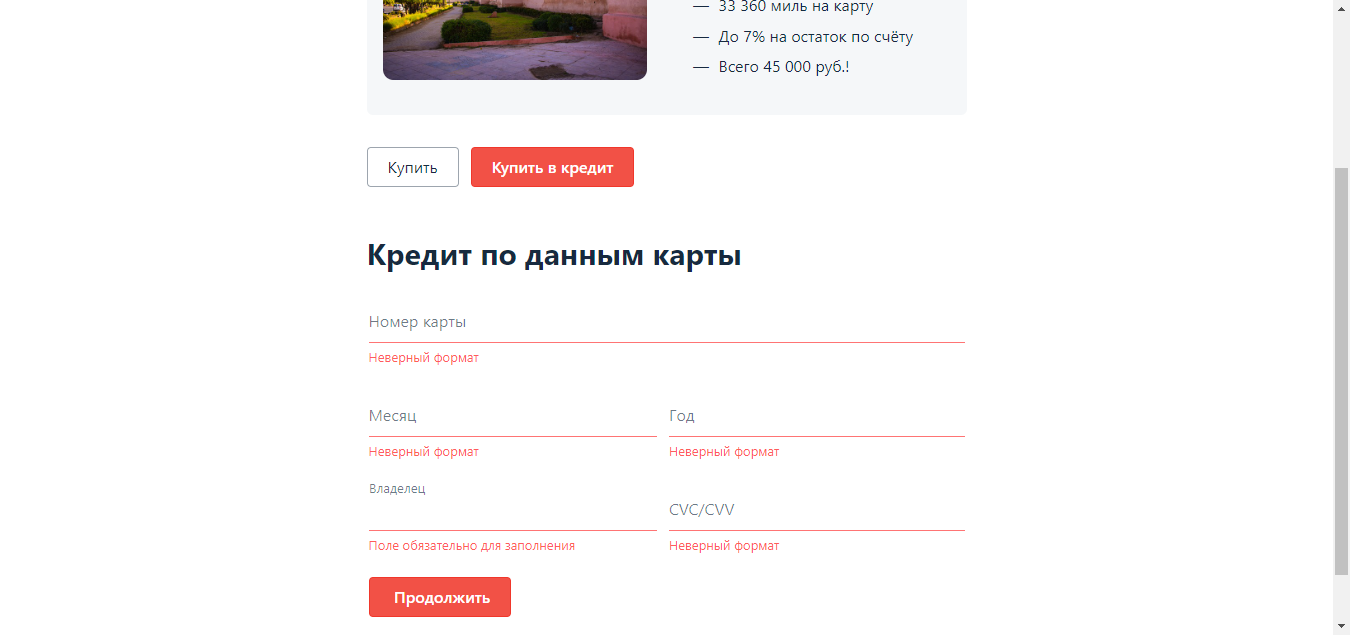 — 33 360 миль на карту
— До 7% на остаток по счёту
— Всего 45 000 руб.!
Купить
Купить в кредит
Кредит по данным карты
Номер карты
Неверный формат
Месяц
Год
Неверный формат
Неверный формат
Владелец
CVC/CVV
Поле обязательно для заполнения
Неверный формат
Продолжить